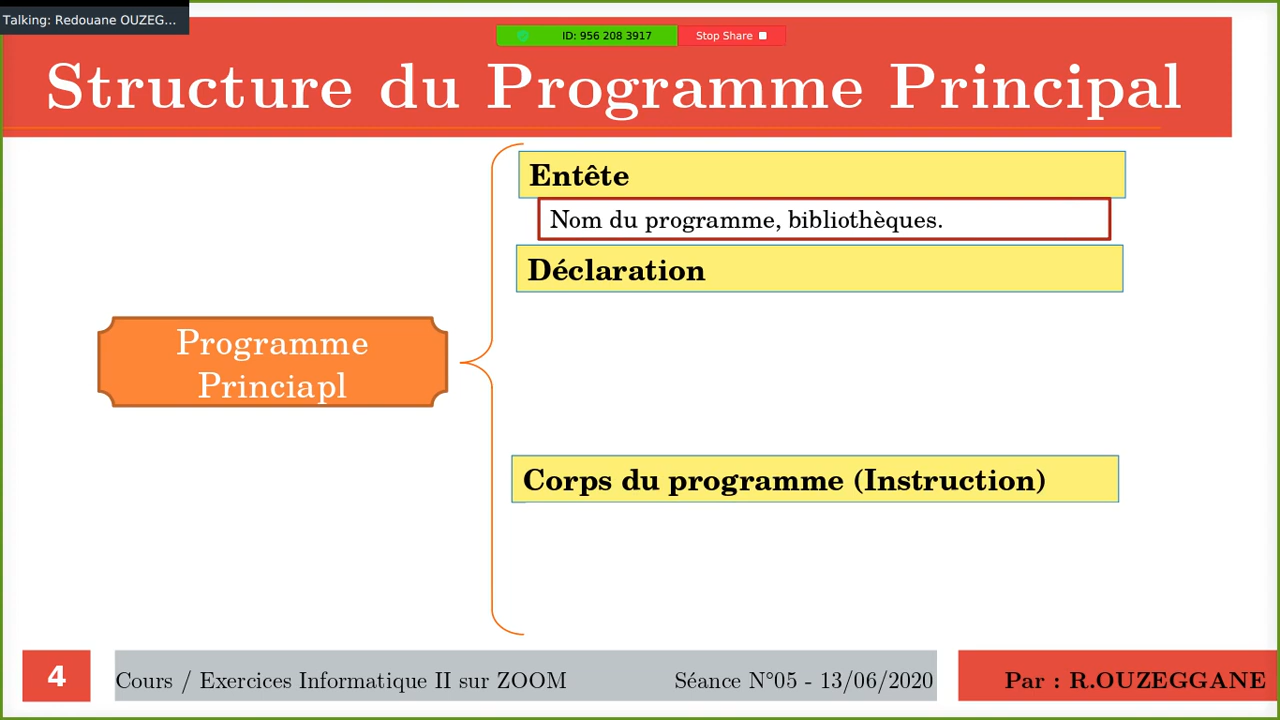 Talking: Redouane OUZEG...
ID: 956 208 3917
Stop Share
Structure du Programme Principal
Entête
Nom du programme, bibliothèques.
Déclaration
Programme
Princiapl
Corps du programme (Instruction)
4
Cours / Exercices Informatique II sur ZOOM
Séance N°05 - 13/06/2020
Par : R.OUZEGGANE